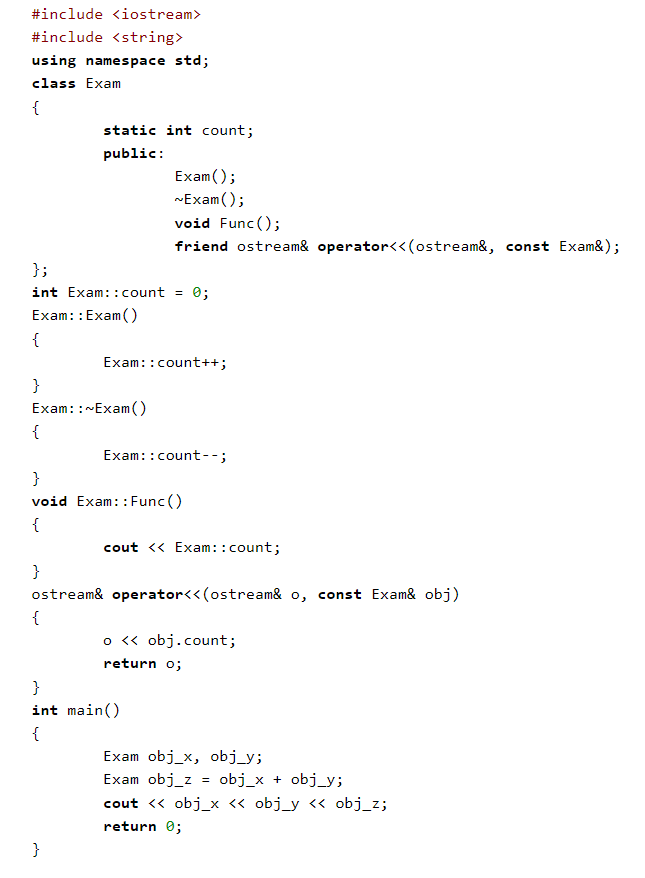 #include <iostream>
#include <string>
using namespace std;
class Exam
{
static int count;
public:
Exam();
~Exam();
void Func();
friend ostream& operator<<(ostream&, const Exam&);
};
int Exam::count = 0;
Exam::Exam()
{
Exam::count++;
}
Exam::~Exam()
{
Exam::count--;
}
void Exam::Func()
{
cout << Exam::count;
}
ostream& operator<<(ostream& o, const Exam& obj)
{
o << obj.count;
return o;
}
int main()
{
Exam obj_x, obj_y;
Exam obj_z = obj_x + obj_y;
cout << obj_x << obj_y << obj_z;
return 0;
}